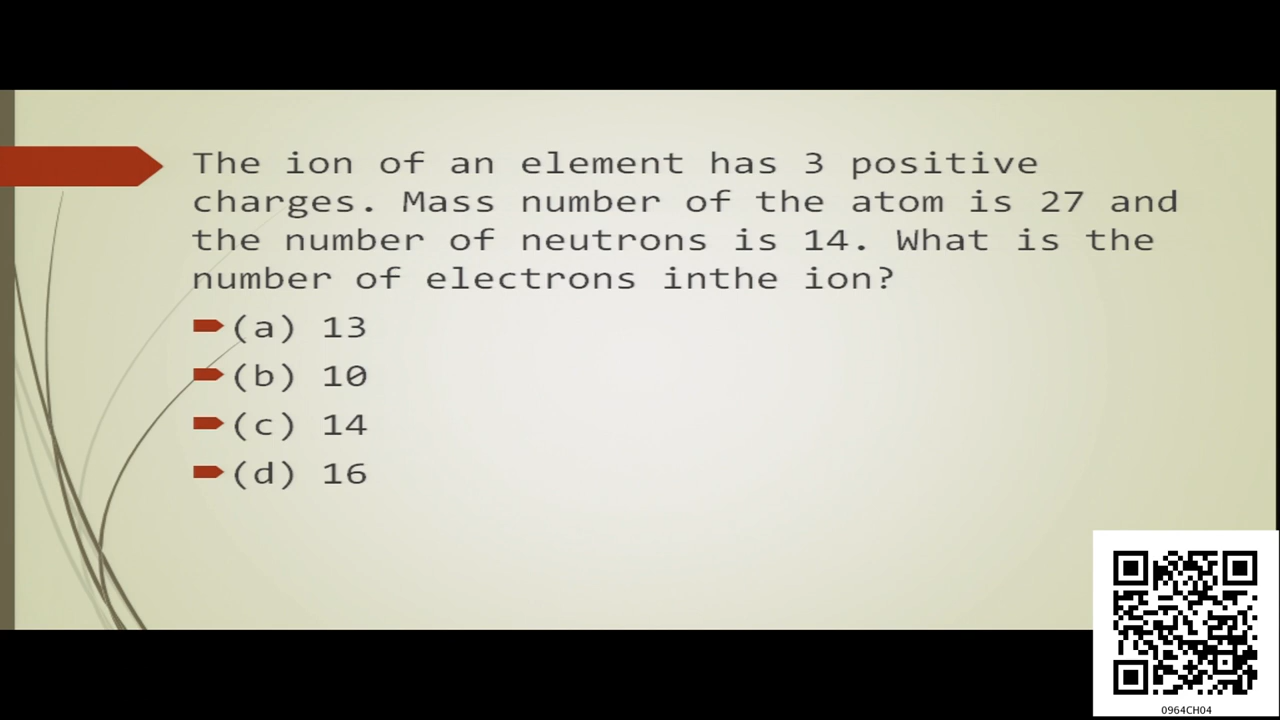 The ion of an element has 3 positive
charges. Mass number of the atom is 27 and
the number of neutrons is 14. What is the
number of electrons inthe ion?
(a) 13
(b) 10
(c) 14
(d) 16
0964CH04